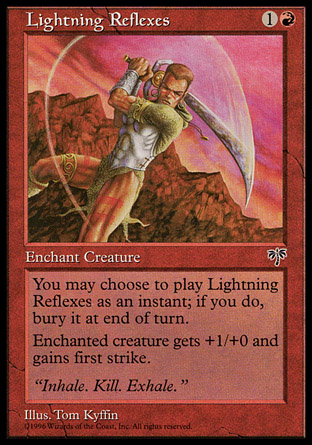 Lightning Reflexes 1
Enchant Creature
You may choose to play Lightning
Reflexes as an instant; if you do,
bury it at end of turn.
Enchanted creature gets +1/+0 and
gains first strike.
“Inhale. Kill. Exhale.”
Illus. Tom Kyffin
©1996 Wizards of the Coast, Inc. All rights reserved.